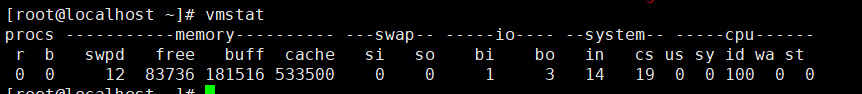 [root@localhost ~]# vmstat
procs -----------memory---------- ---swap-- -----io---- --system-- -----cpu------
 r  b   swpd   free   buff  cache   si   so    bi    bo   in   cs us sy id wa st
 0  0     12  83736 181516 533500    0    0     1     3   14   19  0  0 100  0  0
[root@localhost ~]#